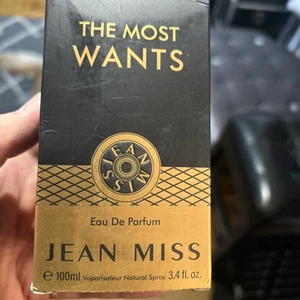 THE MOST
WANTS
JEAN MISS
Eau De Parfum
JEAN MISS
℮ 100ml Vaporisateur Natural Spray 3.4 fl. oz.